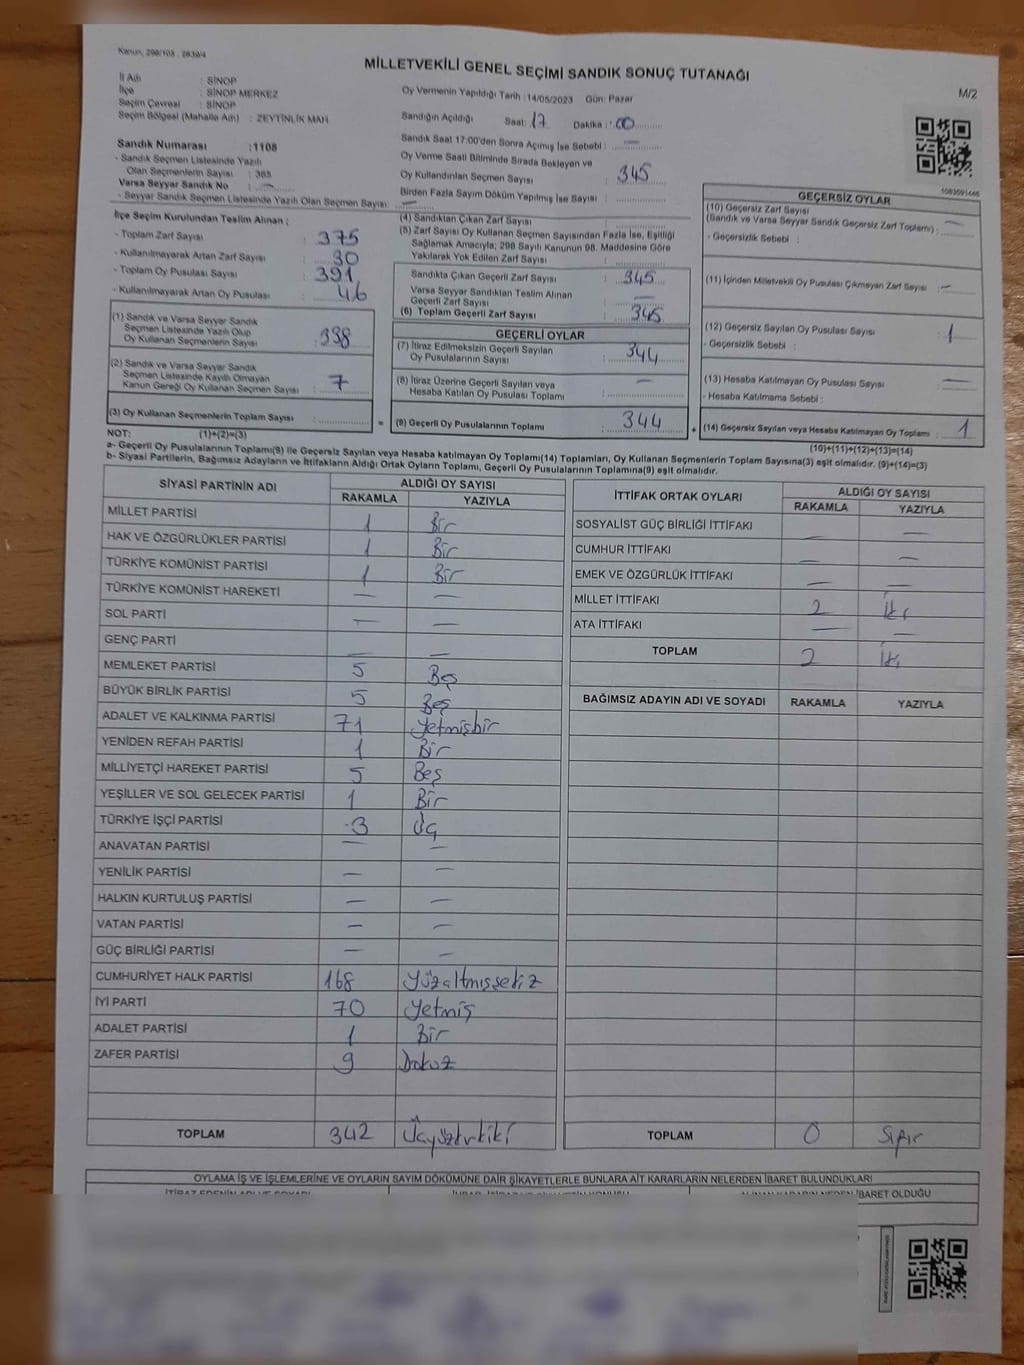 Kanun, 298/103 , 2839/4
MİLLETVEKİLİ GENEL SEÇİMİ SANDIK SONUÇ TUTANAĞI
M/2
İl Adı : SİNOP
İlçe : SİNOP MERKEZ
Seçim Çevresi : SİNOP
Seçim Bölgesi (Mahalle Adı) : ZEYTİNLİK MAH
Oy Vermenin Yapıldığı Tarih : 14/05/2023 Gün: Pazar
Sandığın Açıldığı Saat: 17 Dakika : 00
Sandık Saat 17:00'den Sonra Açımış İse Sebebi : —
Oy Verme Saati Bitiminde Sırada Bekleyen ve
Oy Kullandırılan Seçmen Sayısı : 345
Birden Fazla Sayım Döküm Yapılmış İse Sayısı :
Sandık Numarası :1108
- Sandık Seçmen Listesinde Yazılı
Olan Seçmenlerin Sayısı : 365
Varsa Seyyar Sandık No : —
- Seyyar Sandık Seçmen Listesinde Yazılı Olan Seçmen Sayısı : —
İlçe Seçim Kurulundan Teslim Alınan ;
- Toplam Zarf Sayısı : 375
- Kullanılmayarak Artan Zarf Sayısı : 30
- Toplam Oy Pusulası Sayısı : 391
- Kullanılmayarak Artan Oy Pusulası : 46
(1) Sandık ve Varsa Seyyar Sandık
Seçmen Listesinde Yazılı Olup
Oy Kullanan Seçmenlerin Sayısı : 338
(2) Sandık ve Varsa Seyyar Sandık
Seçmen Listesinde Kayıtlı Olmayan
Kanun Gereği Oy Kullanan Seçmen Sayısı : 7
(3) Oy Kullanan Seçmenlerin Toplam Sayısı :
(4) Sandıktan Çıkan Zarf Sayısı :
(5) Zarf Sayısı Oy Kullanan Seçmen Sayısından Fazla İse, Eşitliği
Sağlamak Amacıyla; 298 Sayılı Kanunun 98. Maddesine Göre
Yakılarak Yok Edilen Zarf Sayısı :
Sandıkta Çıkan Geçerli Zarf Sayısı : 345
Varsa Seyyar Sandıktan Teslim Alınan
Geçerli Zarf Sayısı : —
(6) Toplam Geçerli Zarf Sayısı : 345
GEÇERLİ OYLAR
(7) İtiraz Edilmeksizin Geçerli Sayılan
Oy Pusulalarının Sayısı : 344
(8) İtiraz Üzerine Geçerli Sayılan veya
Hesaba Katılan Oy Pusulası Toplamı : —
= (9) Geçerli Oy Pusulalarının Toplamı : 344
1083091446
GEÇERSİZ OYLAR
(10) Geçersiz Zarf Sayısı
(Sandık ve Varsa Seyyar Sandık Geçersiz Zarf Toplamı) : —
- Geçersizlik Sebebi :
(11) İçinden Milletvekili Oy Pusulası Çıkmayan Zarf Sayısı : —
(12) Geçersiz Sayılan Oy Pusulası Sayısı : 1
- Geçersizlik Sebebi :
(13) Hesaba Katılmayan Oy Pusulası Sayısı : —
- Hesaba Katılmama Sebebi :
+ (14) Geçersiz Sayılan veya Hesaba Katılmayan Oy Toplamı : 1
NOT: (1)+(2)=(3) (10)+(11)+(12)+(13)=(14)
a- Geçerli Oy Pusulalarının Toplamı(9) ile Geçersiz Sayılan veya Hesaba katılmayan Oy Toplamı(14) Toplamları, Oy Kullanan Seçmenlerin Toplam Sayısına(3) eşit olmalıdır. (9)+(14)=(3)
b- Siyasi Partilerin, Bağımsız Adayların ve İttifakların Aldığı Ortak Oyların Toplamı, Geçerli Oy Pusulalarının Toplamına(9) eşit olmalıdır.
SİYASİ PARTİNİN ADI ALDIĞI OY SAYISI
RAKAMLA YAZIYLA
MİLLET PARTİSİ 1 Bir
HAK VE ÖZGÜRLÜKLER PARTİSİ 1 Bir
TÜRKİYE KOMÜNİST PARTİSİ 1 Bir
TÜRKİYE KOMÜNİST HAREKETİ — —
SOL PARTİ — —
GENÇ PARTİ — —
MEMLEKET PARTİSİ 5 Beş
BÜYÜK BİRLİK PARTİSİ 5 Beş
ADALET VE KALKINMA PARTİSİ 71 Yetmişbir
YENİDEN REFAH PARTİSİ 1 Bir
MİLLİYETÇİ HAREKET PARTİSİ 5 Beş
YEŞİLLER VE SOL GELECEK PARTİSİ 1 Bir
TÜRKİYE İŞÇİ PARTİSİ 3 Üç
ANAVATAN PARTİSİ — —
YENİLİK PARTİSİ — —
HALKIN KURTULUŞ PARTİSİ — —
VATAN PARTİSİ — —
GÜÇ BİRLİĞİ PARTİSİ — —
CUMHURİYET HALK PARTİSİ 168 Yüzaltmışsekiz
İYİ PARTİ 70 Yetmiş
ADALET PARTİSİ 1 Bir
ZAFER PARTİSİ 9 Dokuz
TOPLAM 342 Üçyüzkırkiki
İTTİFAK ORTAK OYLARI ALDIĞI OY SAYISI
RAKAMLA YAZIYLA
SOSYALİST GÜÇ BİRLİĞİ İTTİFAKI — —
CUMHUR İTTİFAKI — —
EMEK VE ÖZGÜRLÜK İTTİFAKI — —
MİLLET İTTİFAKI 2 İki
ATA İTTİFAKI — —
TOPLAM 2 İki
BAĞIMSIZ ADAYIN ADI VE SOYADI RAKAMLA YAZIYLA
TOPLAM 0 Sıfır
OYLAMA İŞ VE İŞLEMLERİNE VE OYLARIN SAYIM DÖKÜMÜNE DAİR ŞİKAYETLERLE BUNLARA AİT KARARLARIN NELERDEN İBARET BULUNDUKLARI
İBARET OLDUĞU